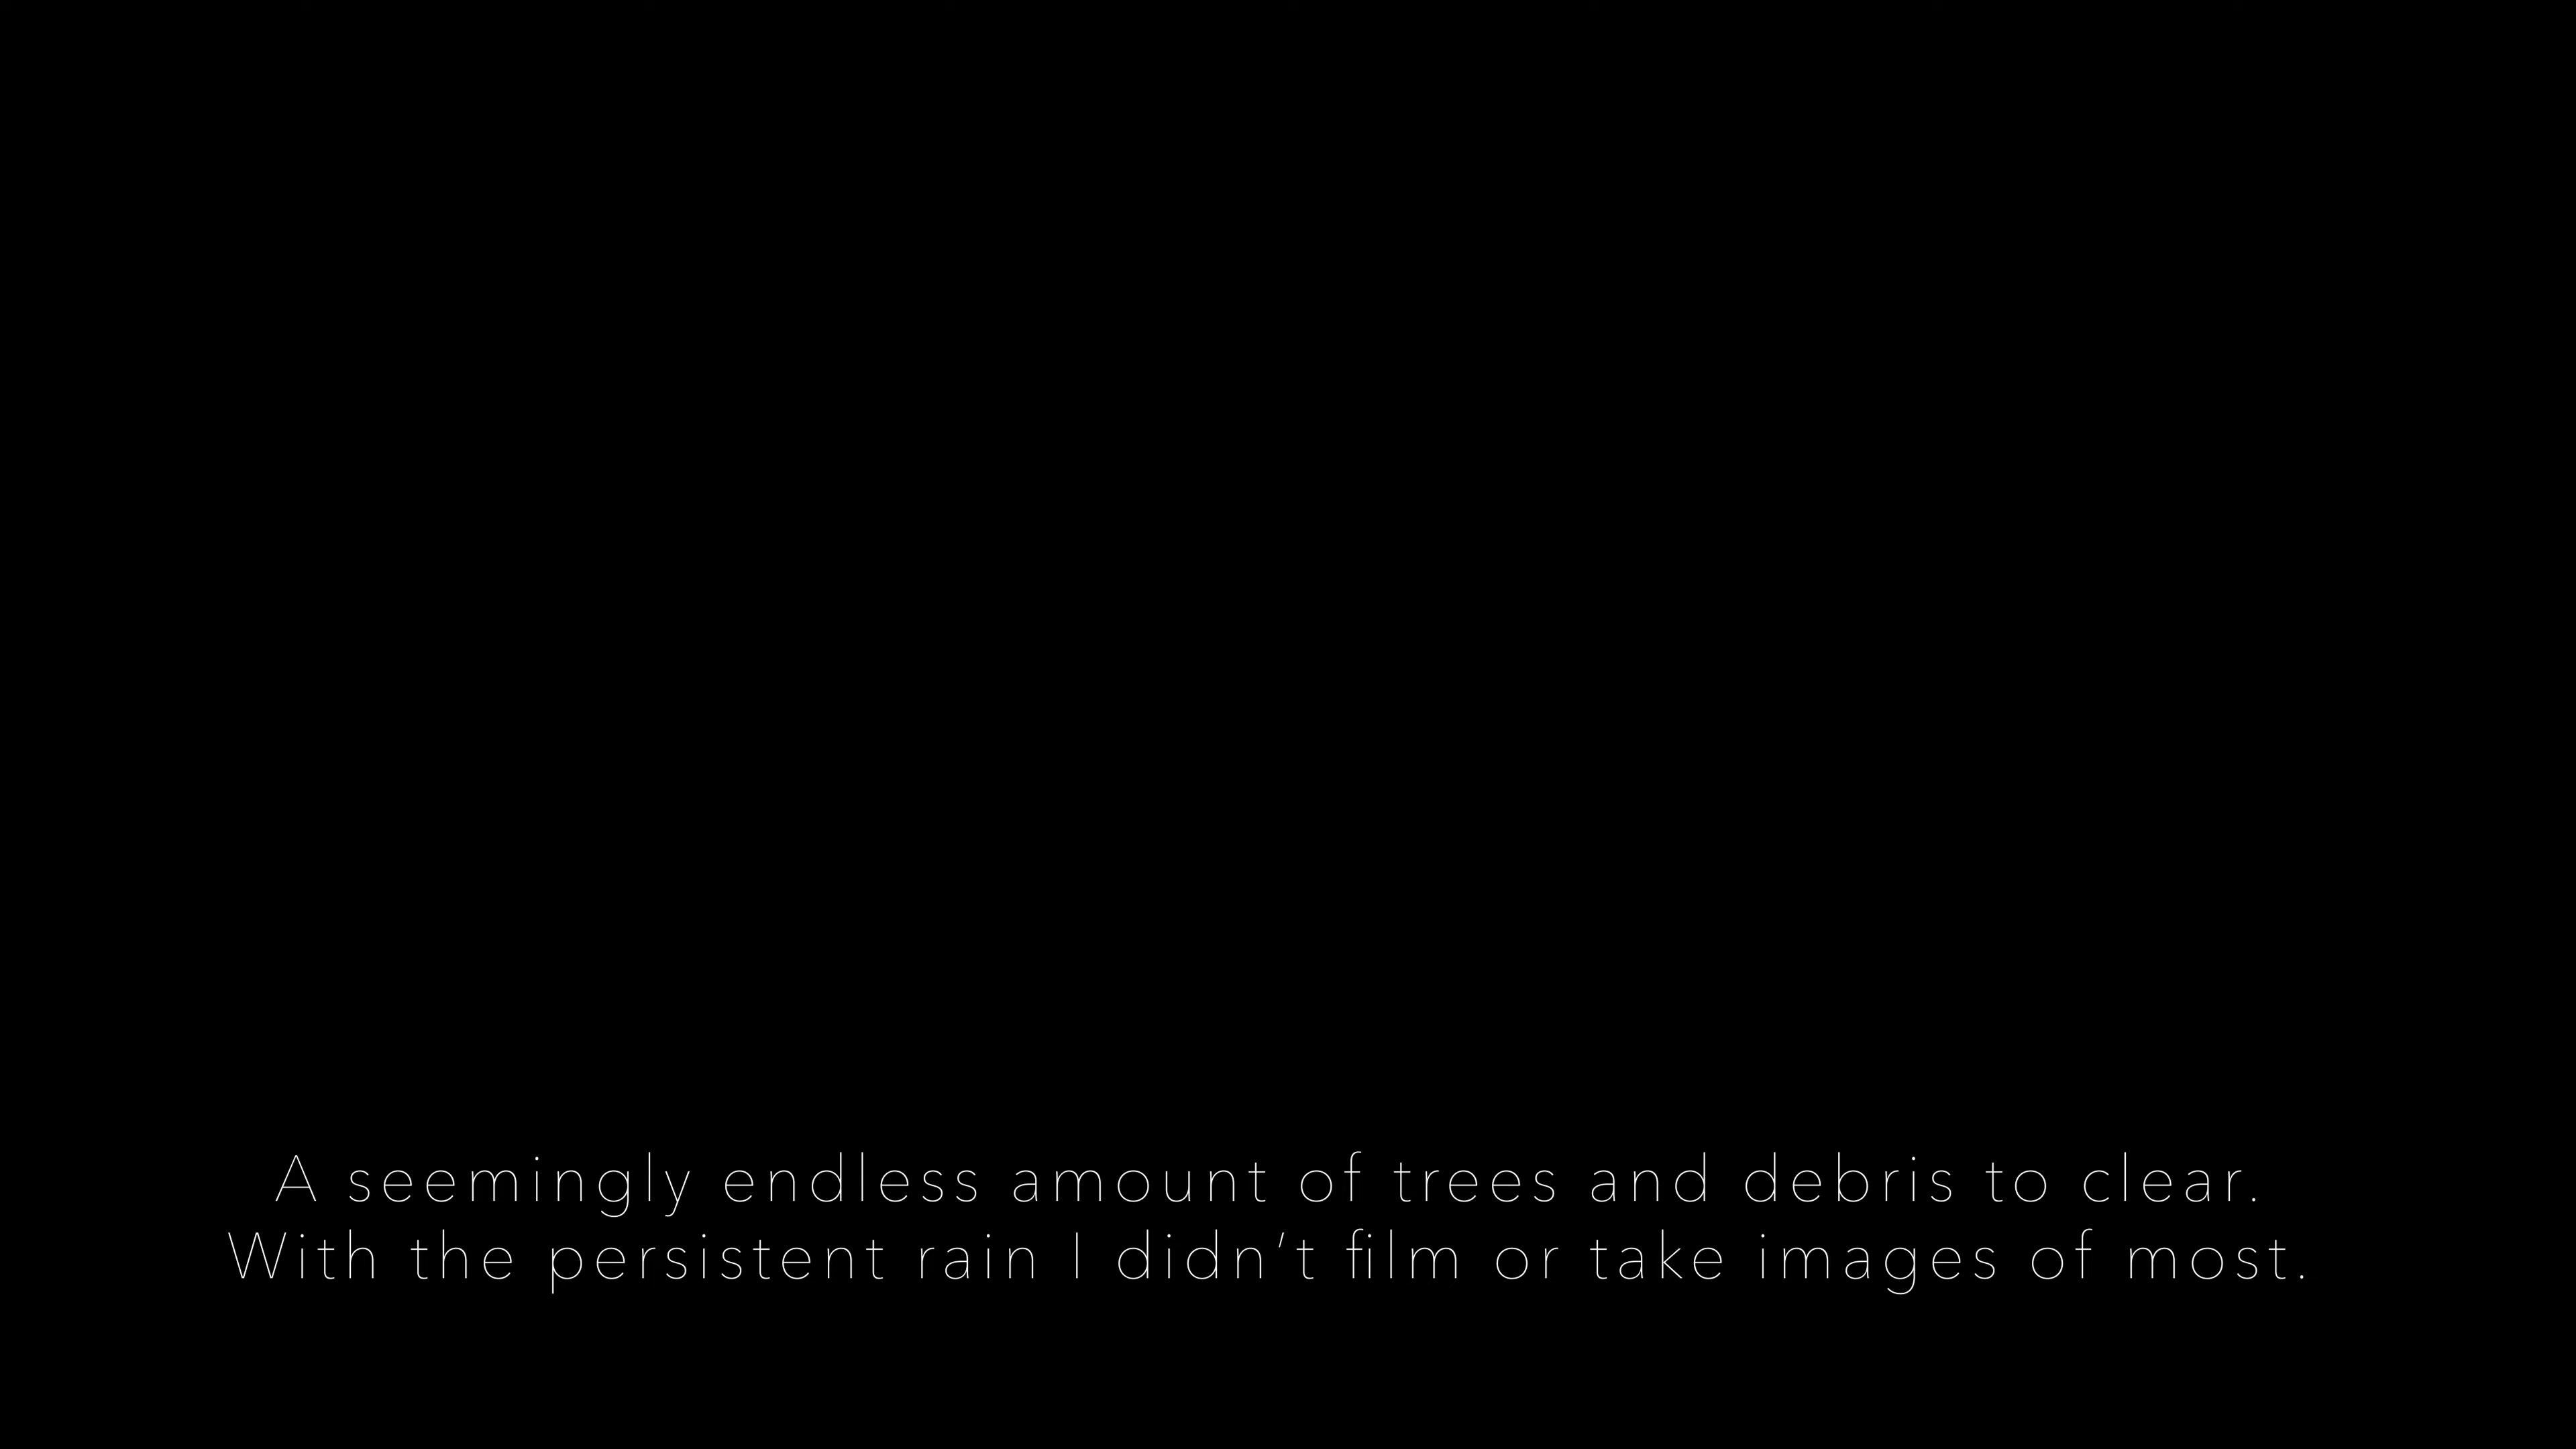 A seemingly endless amount of trees and debris to clear.
With the persistent rain I didn’t film or take images of most.